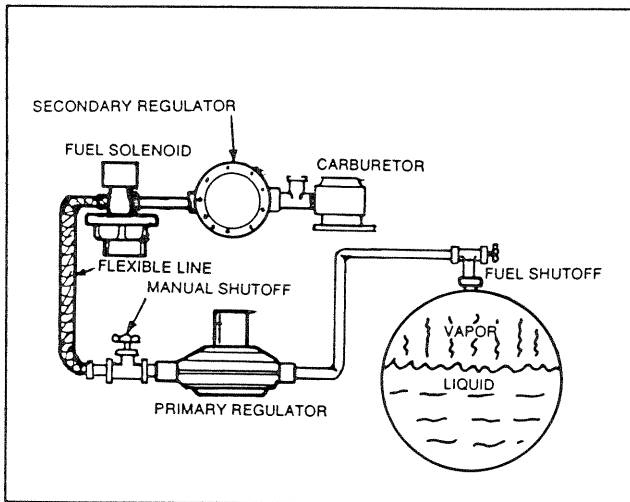 SECONDARY REGULATOR
FUEL SOLENOID
CARBURETOR
FUEL SHUTOFF
FLEXIBLE LINE
MANUAL SHUTOFF
VAPOR
LIQUID
PRIMARY REGULATOR